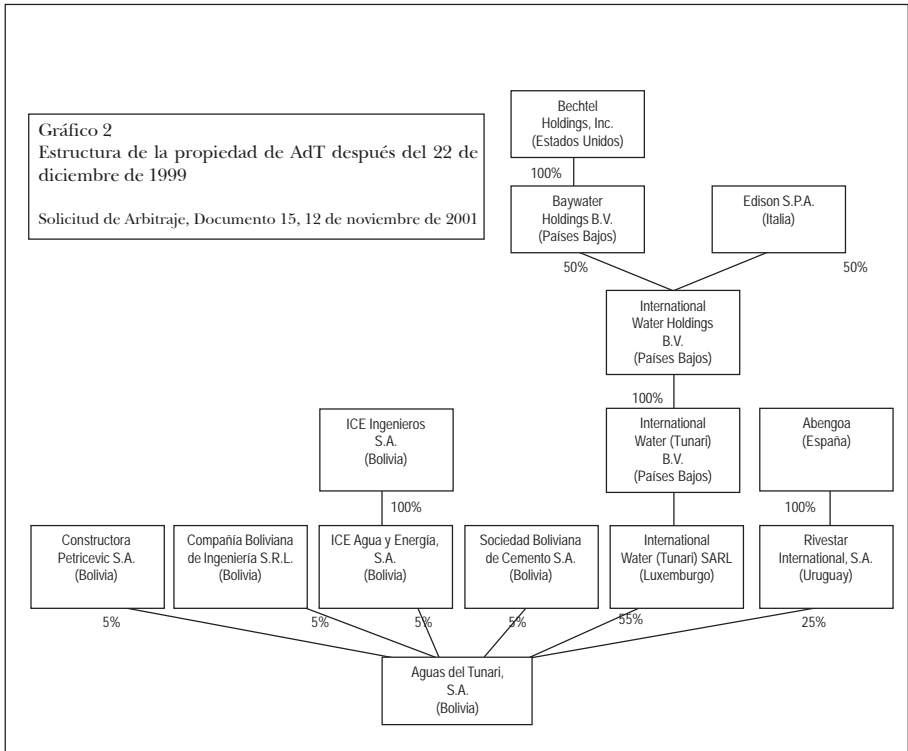 Gráfico 2
Estructura de la propiedad de AdT después del 22 de
diciembre de 1999
Solicitud de Arbitraje, Documento 15, 12 de noviembre de 2001
Bechtel
Holdings, Inc.
(Estados Unidos)
100%
Baywater
Holdings B.V.
(Países Bajos)
Edison S.P.A.
(Italia)
50%
50%
International
Water Holdings
B.V.
(Países Bajos)
100%
ICE Ingenieros
S.A.
(Bolivia)
International
Water (Tunari)
B.V.
(Países Bajos)
Abengoa
(España)
100%
100%
Constructora
Petricevic S.A.
(Bolivia)
Compañía Boliviana
de Ingeniería S.R.L.
(Bolivia)
ICE Agua y Energía,
S.A.
(Bolivia)
Sociedad Boliviana
de Cemento S.A.
(Bolivia)
International
Water (Tunari) SARL
(Luxemburgo)
Rivestar
International, S.A.
(Uruguay)
5%
5%
5%
5%
55%
25%
Aguas del Tunari,
S.A.
(Bolivia)